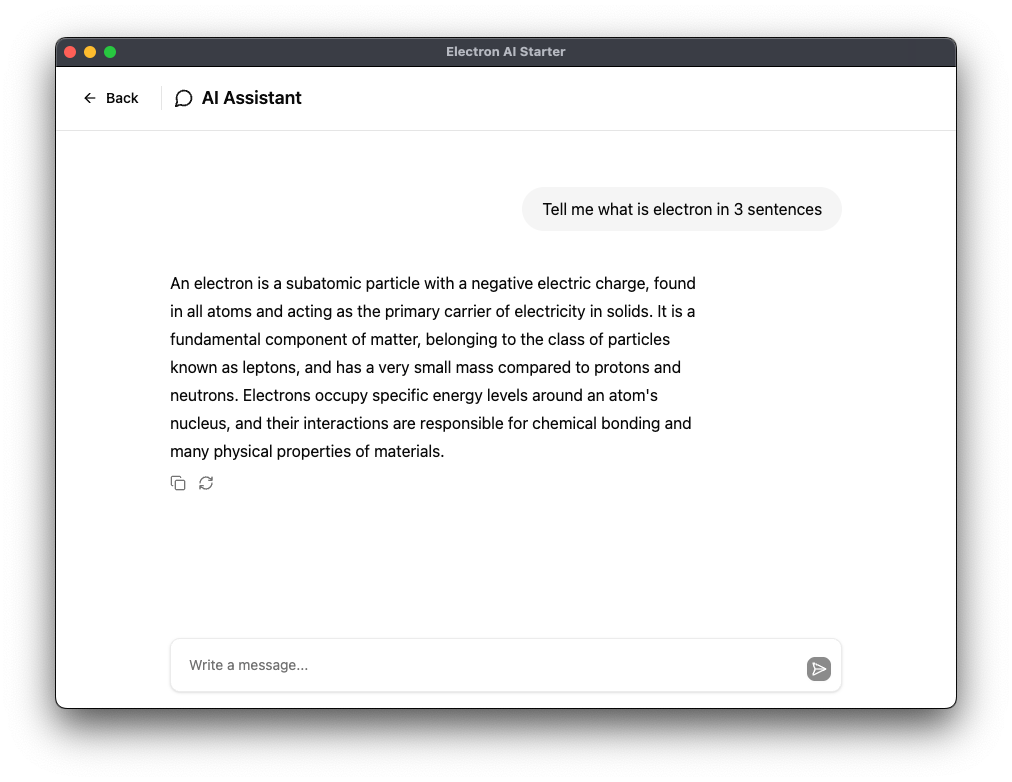 Electron AI Starter
Back
AI Assistant
Tell me what is electron in 3 sentences
An electron is a subatomic particle with a negative electric charge, found
in all atoms and acting as the primary carrier of electricity in solids. It is a
fundamental component of matter, belonging to the class of particles
known as leptons, and has a very small mass compared to protons and
neutrons. Electrons occupy specific energy levels around an atom's
nucleus, and their interactions are responsible for chemical bonding and
many physical properties of materials.
Write a message...